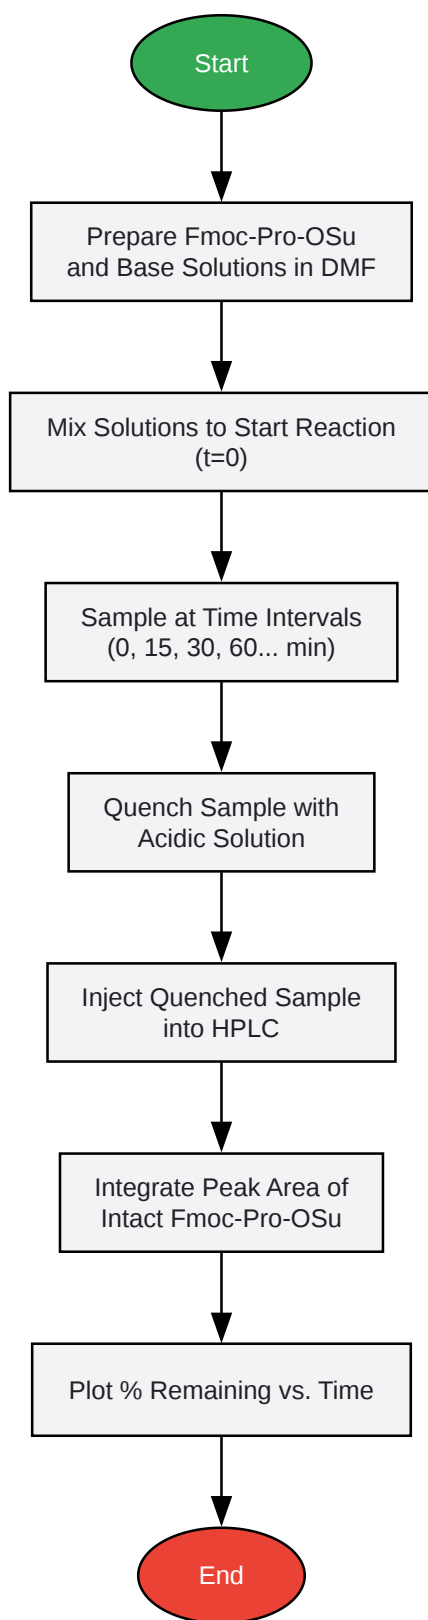 Start
Prepare Fmoc-Pro-OSu
and Base Solutions in DMF
Mix Solutions to Start Reaction
(t=0)
Sample at Time Intervals
(0, 15, 30, 60... min)
Quench Sample with
Acidic Solution
Inject Quenched Sample
into HPLC
Integrate Peak Area of
Intact Fmoc-Pro-OSu
Plot % Remaining vs. Time
End